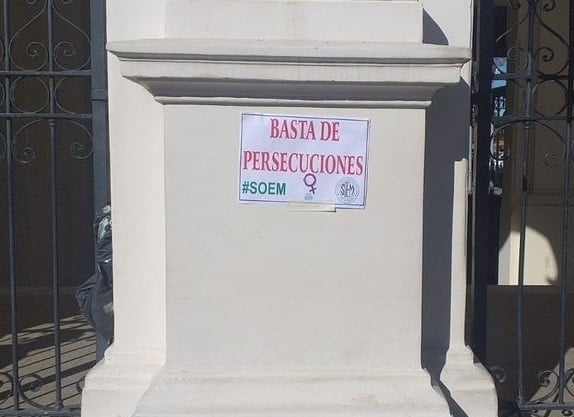 BASTA DE
PERSECUCIONES
#SOEM